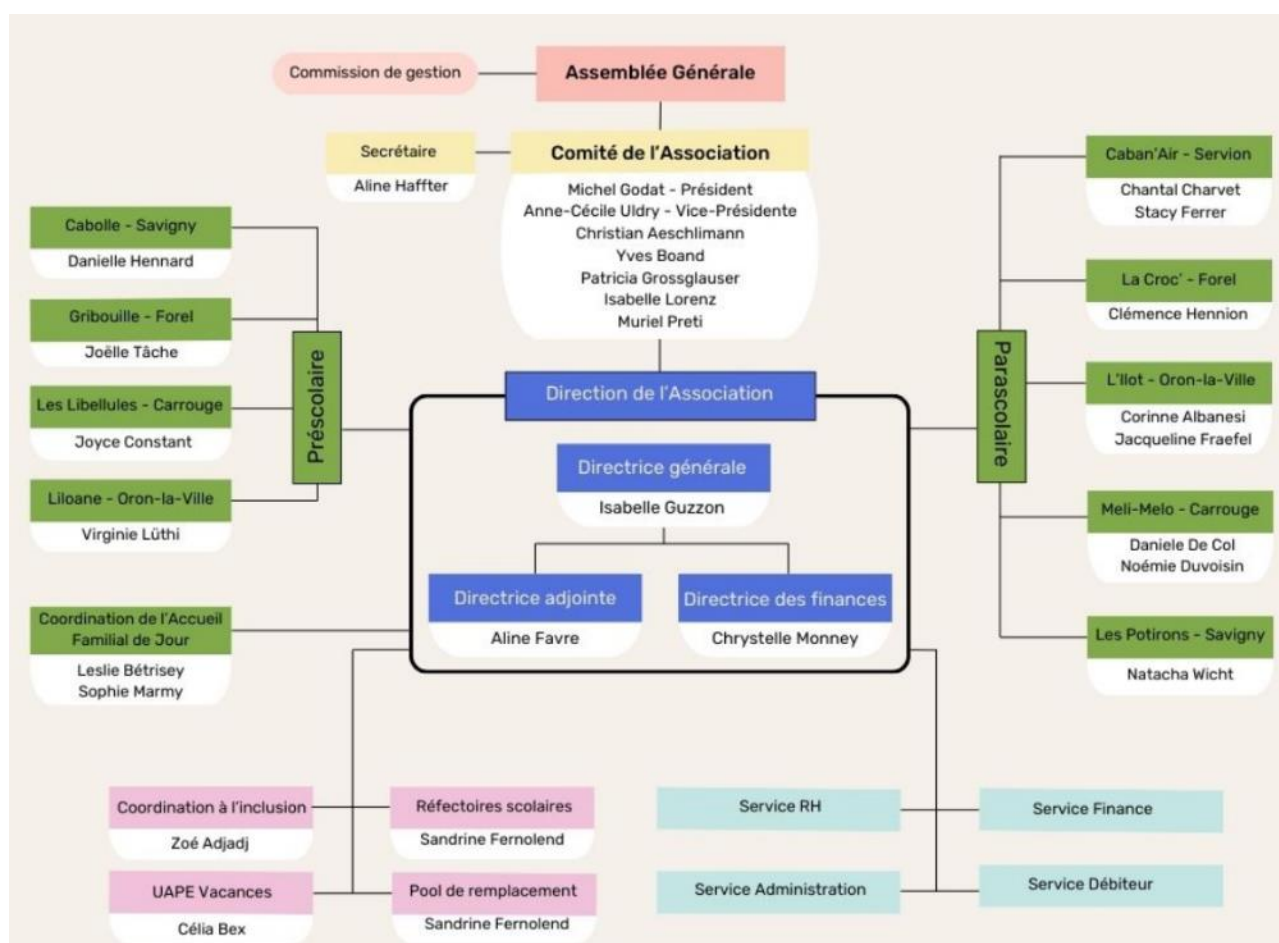 Commission de gestion
Assemblée Générale
Secrétaire
Aline Haffter
Comité de l'Association
Michel Godat - Président
Anne-Cécile Uldry - Vice-Présidente
Christian Aeschlimann
Yves Boand
Patricia Grossglauser
Isabelle Lorenz
Muriel Preti
Cabolle - Savigny
Danielle Hennard
Gribouille - Forel
Joëlle Tâche
Les Libellules - Carrouge
Joyce Constant
Liloane - Oron-la-Ville
Virginie Lüthi
Préscolaire
Coordination de l'Accueil
Familial de Jour
Leslie Bétrisey
Sophie Marmy
Direction de l'Association
Directrice générale
Isabelle Guzzon
Directrice adjointe
Aline Favre
Directrice des finances
Chrystelle Monney
Parascolaire
Caban'Air - Servion
Chantal Charvet
Stacy Ferrer
La Croc' - Forel
Clémence Hennion
L'Ilot - Oron-la-Ville
Corinne Albanesi
Jacqueline Fraefel
Meli-Melo - Carrouge
Daniele De Col
Noémie Duvoisin
Les Potirons - Savigny
Natacha Wicht
Coordination à l'inclusion
Zoé Adjadj
Réfectoires scolaires
Sandrine Fernolend
UAPE Vacances
Célia Bex
Pool de remplacement
Sandrine Fernolend
Service RH
Service Finance
Service Administration
Service Débiteur